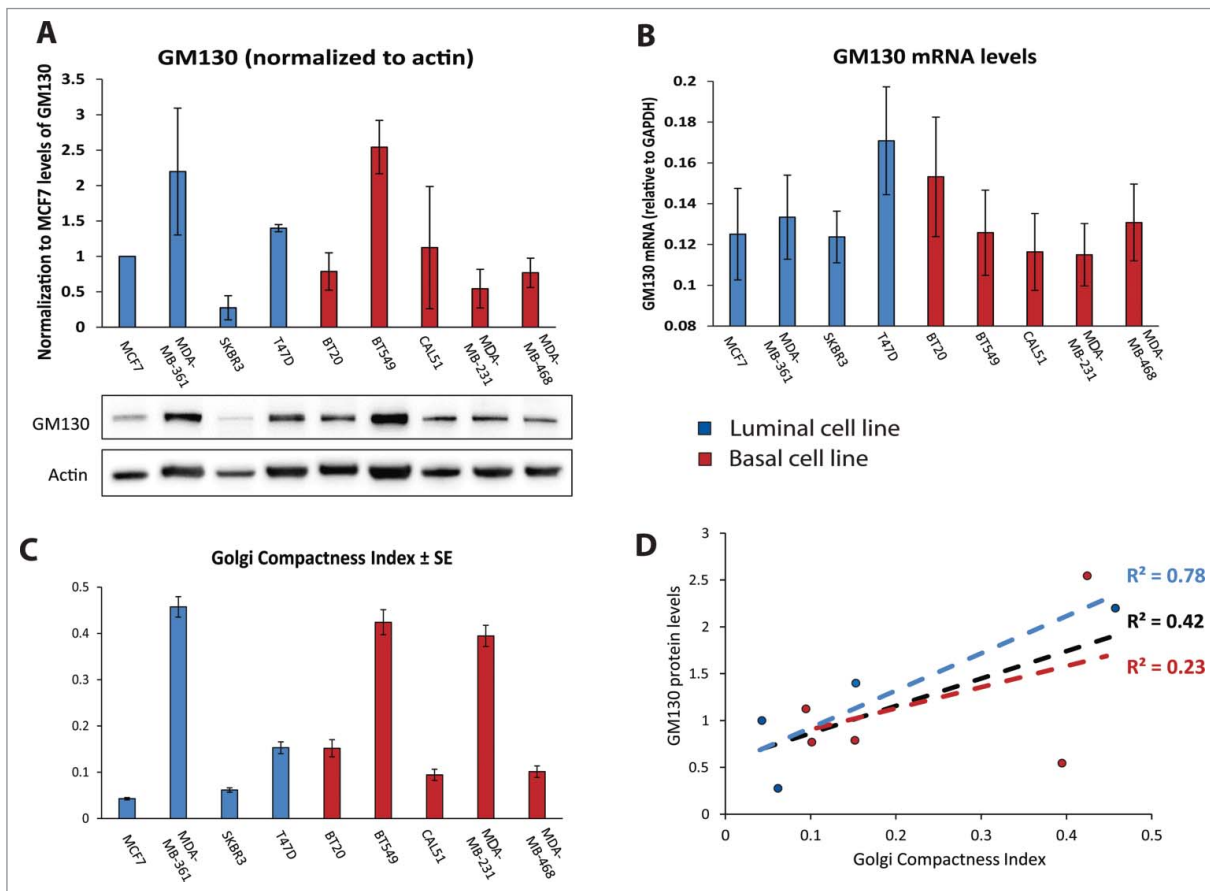 A
GM130 (normalized to actin)
Normalization to MCF7 levels of GM130
3.5
3
2.5
2
1.5
1
0.5
0
MCF7
MDA-
MB-361
SKBR3
T47D
BT20
BT549
CAL51
MDA-
MB-231
MDA-
MB-468
GM130
Actin
B
GM130 mRNA levels
GM130 mRNA (relative to GAPDH)
0.2
0.18
0.16
0.14
0.12
0.1
0.08
MCF7
MDA-
MB-361
SKBR3
T47D
BT20
BT549
CAL51
MDA-
MB-231
MDA-
MB-468
Luminal cell line
Basal cell line
C
Golgi Compactness Index ± SE
0.5
0.4
0.3
0.2
0.1
0
MCF7
MDA-
MB-361
SKBR3
T47D
BT20
BT549
CAL51
MDA-
MB-231
MDA-
MB-468
D
GM130 protein levels
3
2.5
2
1.5
1
0.5
0
R² = 0.78
R² = 0.42
R² = 0.23
0 0.1 0.2 0.3 0.4 0.5
Golgi Compactness Index